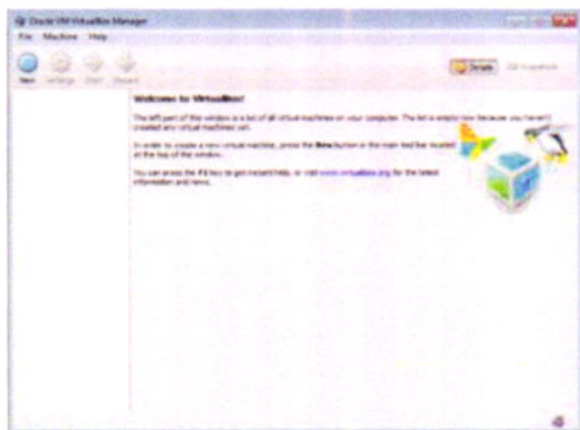 Oracle VM VirtualBox Manager
File Machine Help
New Settings Start Discard
Details Snapshots
Welcome to VirtualBox!
The left part of this window is a list of all virtual machines on your computer. The list is empty now because you haven't
created any virtual machines yet.
In order to create a new virtual machine, press the New button in the main tool bar located
at the top of the window.
You can press the F1 key to get instant help, or visit www.virtualbox.org for the latest
information and news.